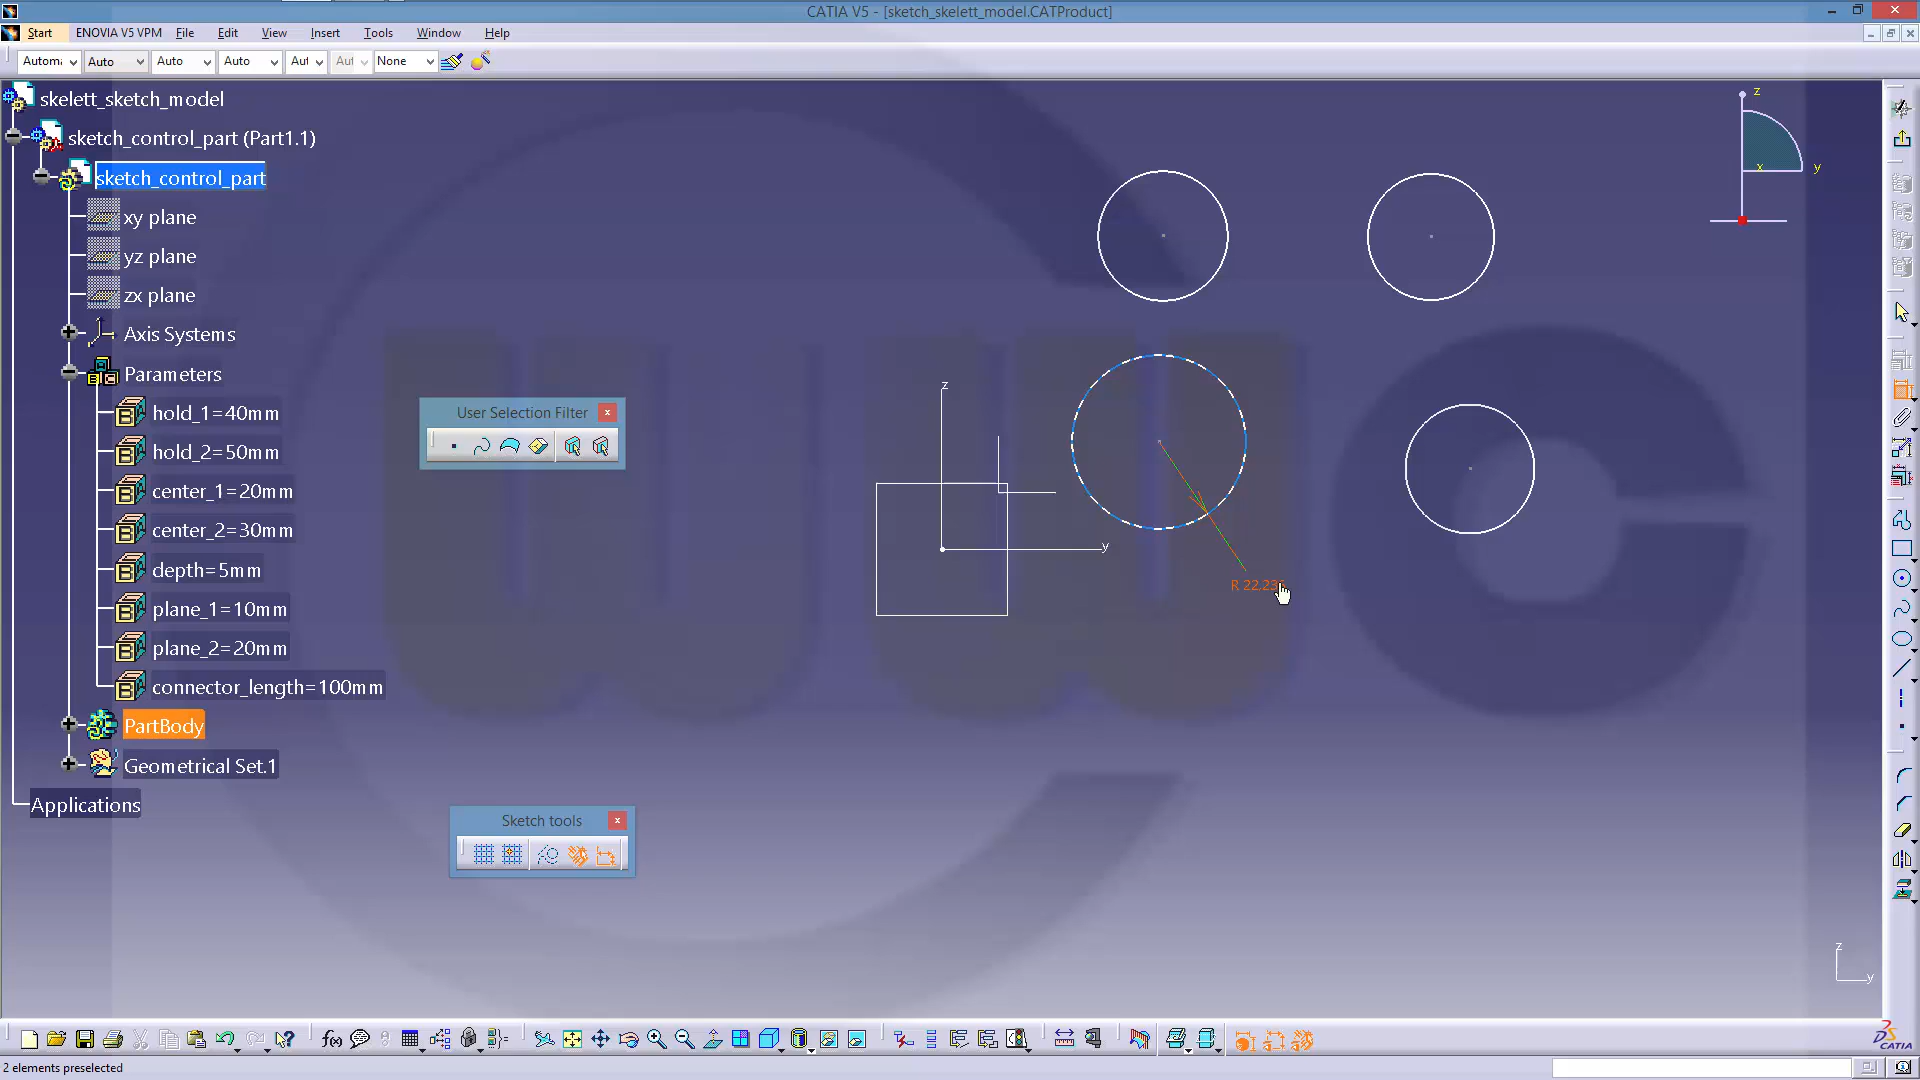 CATIA V5 - [sketch_skelett_model.CATProduct]
Start ENOVIA V5 VPM File Edit View Insert Tools Window Help
Auto Auto Auto None
skelett_sketch_model
sketch_control_part (Part1.1)
sketch_control_part
xy plane
yz plane
zx plane
Axis Systems
Parameters
hold_1=40mm
hold_2=50mm
center_1=20mm
center_2=30mm
depth=5mm
plane_1=10mm
plane_2=20mm
connector_length=100mm
PartBody
Geometrical Set.1
Applications
User Selection Filter
Sketch tools
z
y
x
z
y
z
y
CATIA
2 elements preselected